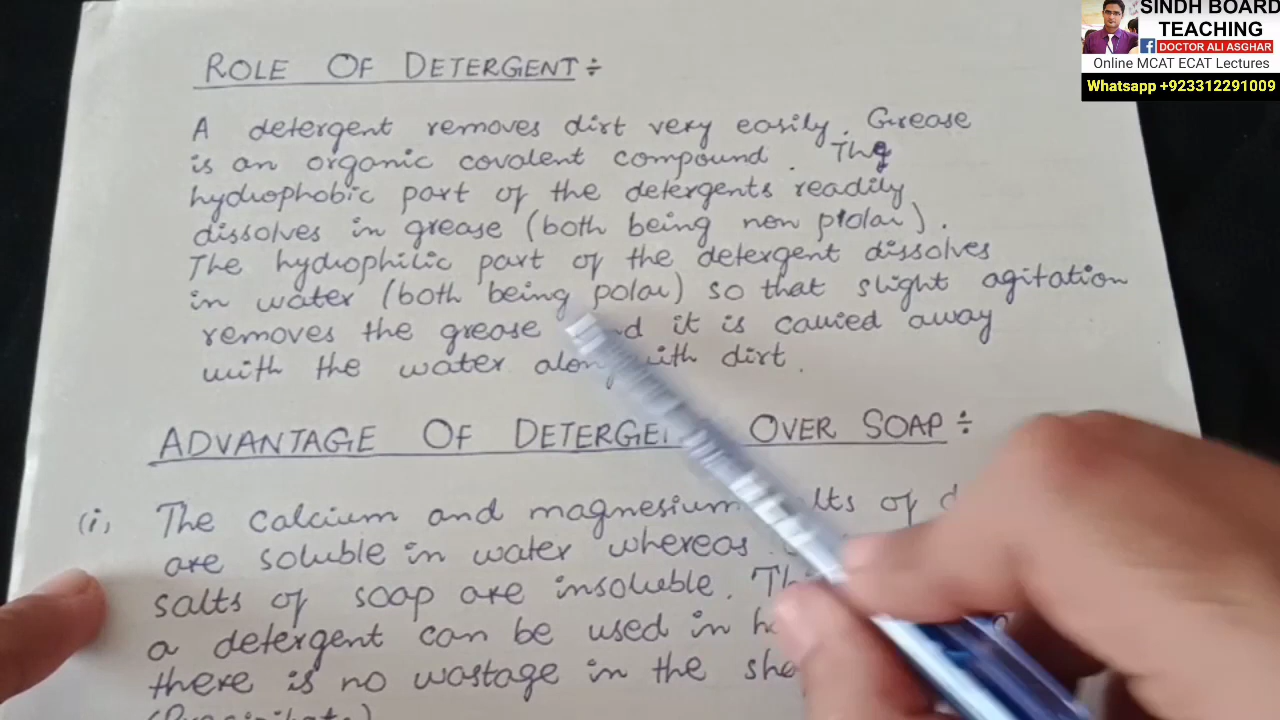 SINDH BOARD
TEACHING
DOCTOR ALI ASGHAR
Online MCAT ECAT Lectures
Whatsapp +923312291009
ROLE OF DETERGENT ÷
A detergent removes dirt very easily. Grease
is an organic covalent compound. The
hydrophobic part of the detergents readily
dissolves in grease (both being non polar).
The hydrophilic part of the detergent dissolves
in water (both being polar) so that slight agitation
removes the grease and it is carried away
with the water along with dirt.
ADVANTAGE OF DETERGENT OVER SOAP ÷
(i) The calcium and magnesium salts of
are soluble in water whereas
salts of soap are insoluble.
a detergent can be used in
there is no wastage in the
(Precipitate)